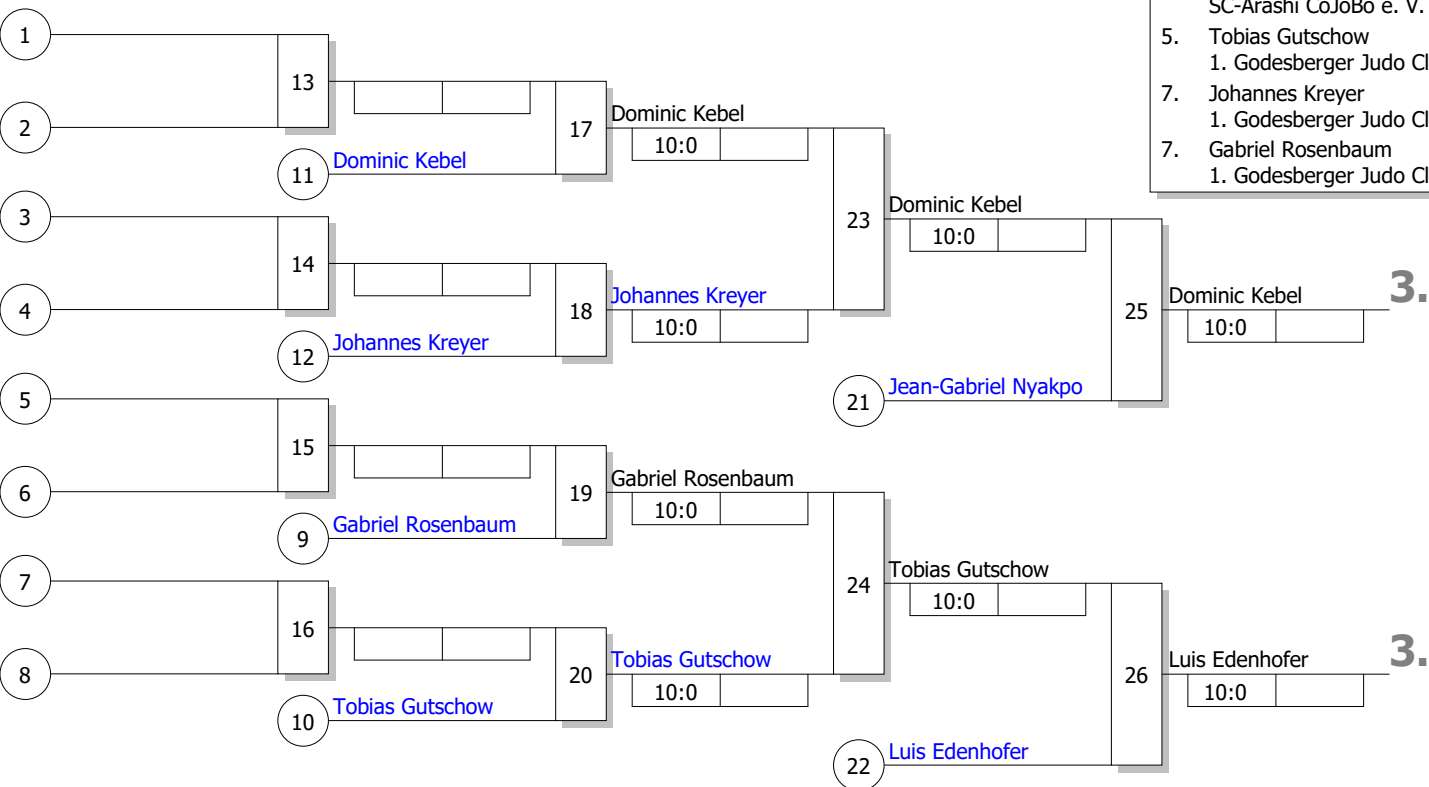 SC-Arashi CoJoBo e. V.
5. Tobias Gutschow
1. Godesberger Judo Cl
7. Johannes Kreyer
1. Godesberger Judo Cl
7. Gabriel Rosenbaum
1. Godesberger Judo Cl
1
13
2
17
Dominic Kebel
10:0
11
Dominic Kebel
3
23
Dominic Kebel
10:0
14
4
18
Johannes Kreyer
10:0
12
Johannes Kreyer
25
Dominic Kebel
3.
10:0
5
21
Jean-Gabriel Nyakpo
15
6
19
Gabriel Rosenbaum
10:0
9
Gabriel Rosenbaum
7
24
Tobias Gutschow
10:0
16
8
20
Tobias Gutschow
10:0
10
Tobias Gutschow
26
Luis Edenhofer
3.
10:0
22
Luis Edenhofer